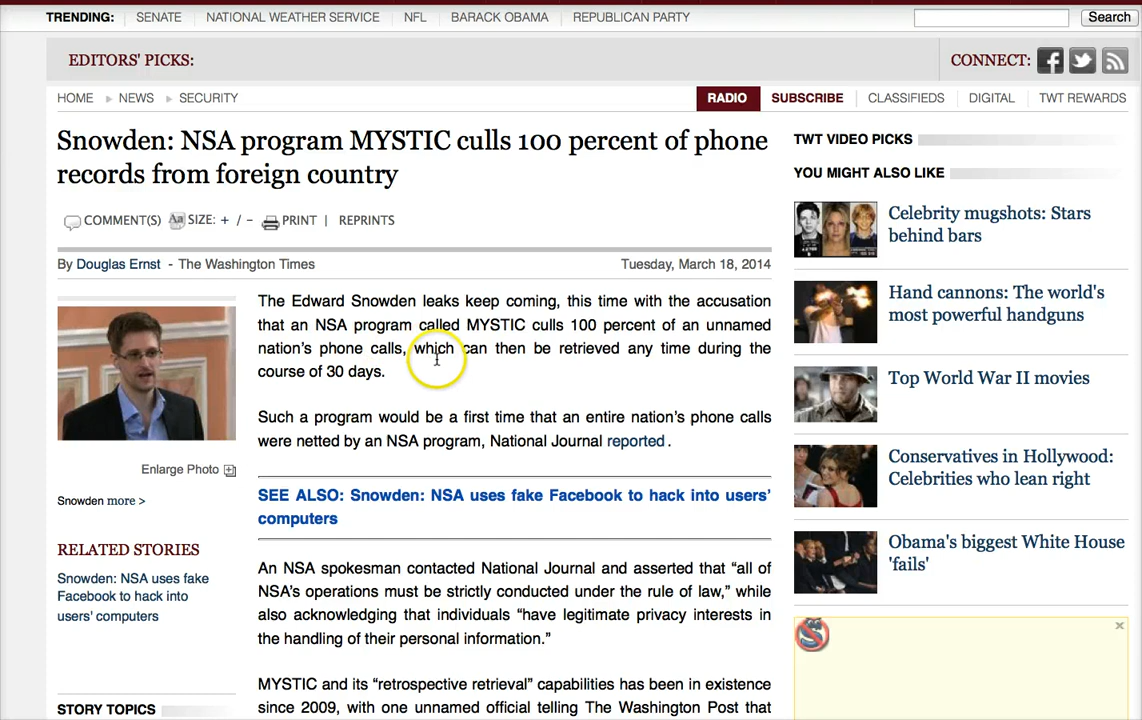 TRENDING: SENATE NATIONAL WEATHER SERVICE NFL BARACK OBAMA REPUBLICAN PARTY Search
EDITORS' PICKS: CONNECT:
HOME NEWS SECURITY RADIO SUBSCRIBE CLASSIFIEDS DIGITAL TWT REWARDS
Snowden: NSA program MYSTIC culls 100 percent of phone
records from foreign country
COMMENT(S) Aa SIZE: + / − PRINT | REPRINTS
By Douglas Ernst - The Washington Times Tuesday, March 18, 2014
The Edward Snowden leaks keep coming, this time with the accusation
that an NSA program called MYSTIC culls 100 percent of an unnamed
nation's phone calls, which can then be retrieved any time during the
course of 30 days.
Such a program would be a first time that an entire nation's phone calls
were netted by an NSA program, National Journal reported .
SEE ALSO: Snowden: NSA uses fake Facebook to hack into users'
computers
An NSA spokesman contacted National Journal and asserted that “all of
NSA's operations must be strictly conducted under the rule of law,” while
also acknowledging that individuals “have legitimate privacy interests in
the handling of their personal information.”
MYSTIC and its “retrospective retrieval” capabilities has been in existence
since 2009, with one unnamed official telling The Washington Post that
Enlarge Photo
Snowden more >
RELATED STORIES
Snowden: NSA uses fake
Facebook to hack into
users' computers
STORY TOPICS
TWT VIDEO PICKS
YOU MIGHT ALSO LIKE
Celebrity mugshots: Stars
behind bars
Hand cannons: The world's
most powerful handguns
Top World War II movies
Conservatives in Hollywood:
Celebrities who lean right
Obama's biggest White House
'fails'